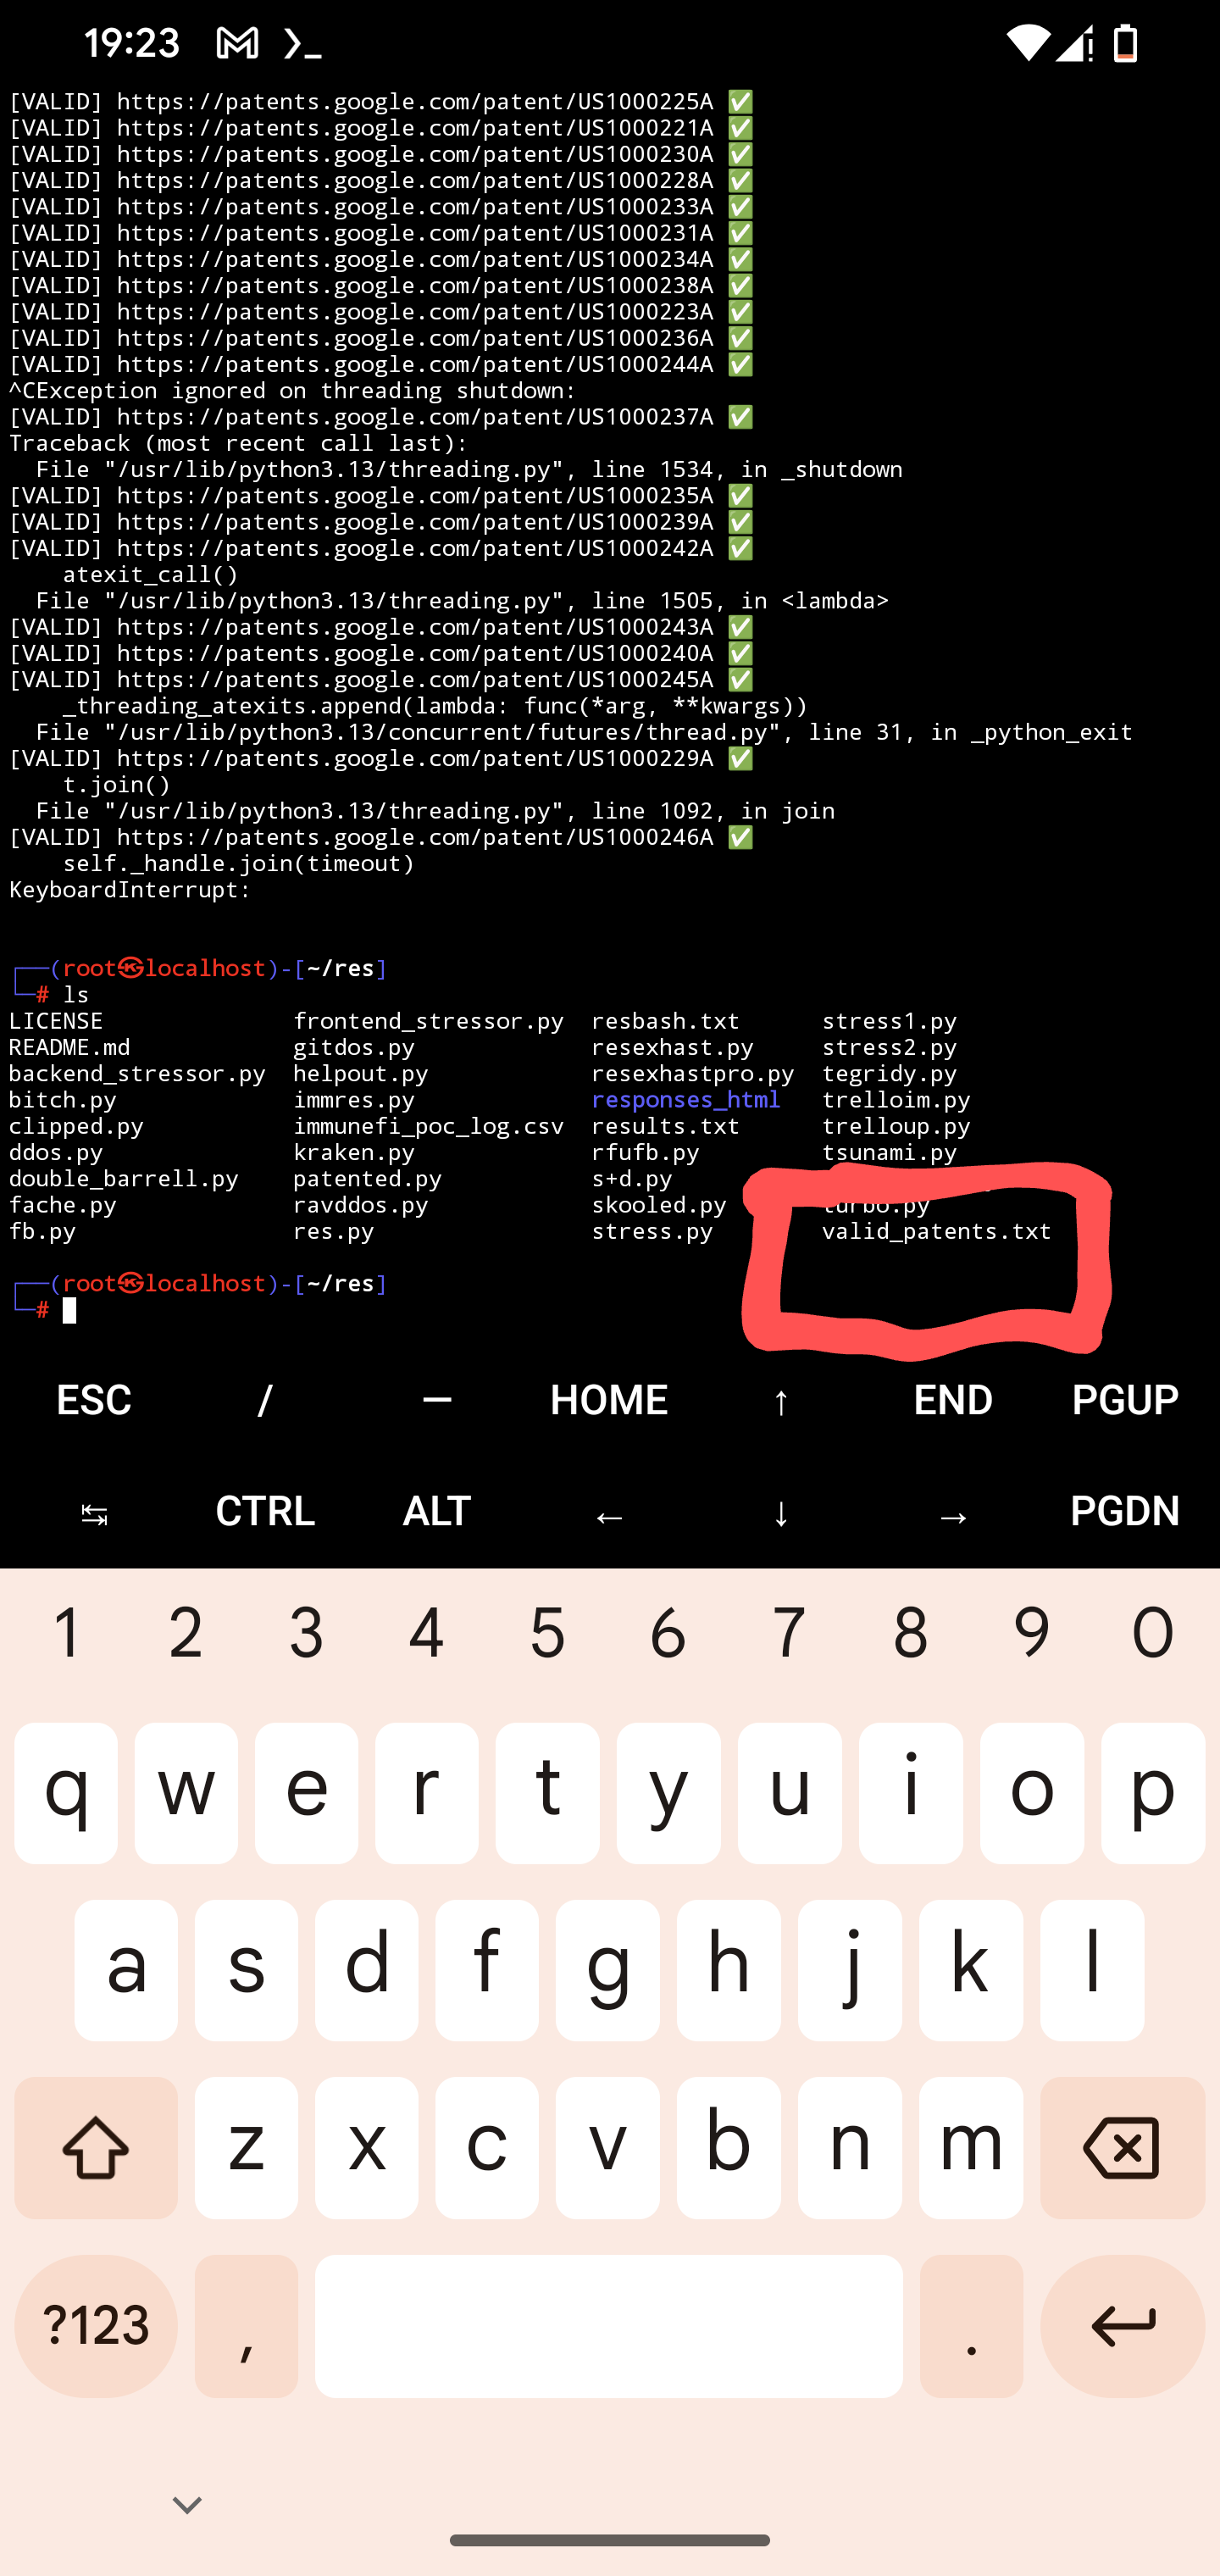 19:23
[VALID] https://patents.google.com/patent/US1000225A ✅
[VALID] https://patents.google.com/patent/US1000221A ✅
[VALID] https://patents.google.com/patent/US1000230A ✅
[VALID] https://patents.google.com/patent/US1000228A ✅
[VALID] https://patents.google.com/patent/US1000233A ✅
[VALID] https://patents.google.com/patent/US1000231A ✅
[VALID] https://patents.google.com/patent/US1000234A ✅
[VALID] https://patents.google.com/patent/US1000238A ✅
[VALID] https://patents.google.com/patent/US1000223A ✅
[VALID] https://patents.google.com/patent/US1000236A ✅
[VALID] https://patents.google.com/patent/US1000244A ✅
^CException ignored on threading shutdown:
[VALID] https://patents.google.com/patent/US1000237A ✅
Traceback (most recent call last):
  File "/usr/lib/python3.13/threading.py", line 1534, in _shutdown
[VALID] https://patents.google.com/patent/US1000235A ✅
[VALID] https://patents.google.com/patent/US1000239A ✅
[VALID] https://patents.google.com/patent/US1000242A ✅
    atexit_call()
  File "/usr/lib/python3.13/threading.py", line 1505, in <lambda>
[VALID] https://patents.google.com/patent/US1000243A ✅
[VALID] https://patents.google.com/patent/US1000240A ✅
[VALID] https://patents.google.com/patent/US1000245A ✅
    _threading_atexits.append(lambda: func(*arg, **kwargs))
  File "/usr/lib/python3.13/concurrent/futures/thread.py", line 31, in _python_exit
[VALID] https://patents.google.com/patent/US1000229A ✅
    t.join()
  File "/usr/lib/python3.13/threading.py", line 1092, in join
[VALID] https://patents.google.com/patent/US1000246A ✅
    self._handle.join(timeout)
KeyboardInterrupt:
┌──(root㉿localhost)-[~/res]
└─# ls
LICENSE              frontend_stressor.py  resbash.txt      stress1.py
README.md            gitdos.py             resexhast.py     stress2.py
backend_stressor.py  helpout.py            resexhastpro.py  tegridy.py
bitch.py             immres.py             responses_html   trelloim.py
clipped.py           immunefi_poc_log.csv  results.txt      trelloup.py
ddos.py              kraken.py             rfufb.py         tsunami.py
double_barrell.py    patented.py           s+d.py
fache.py             ravddos.py            skooled.py       turbo.py
fb.py                res.py                stress.py        valid_patents.txt
┌──(root㉿localhost)-[~/res]
└─#
ESC / — HOME ↑ END PGUP
↹ CTRL ALT ← ↓ → PGDN
1 2 3 4 5 6 7 8 9 0
q w e r t y u i o p
a s d f g h j k l
z x c v b n m
?123 , .